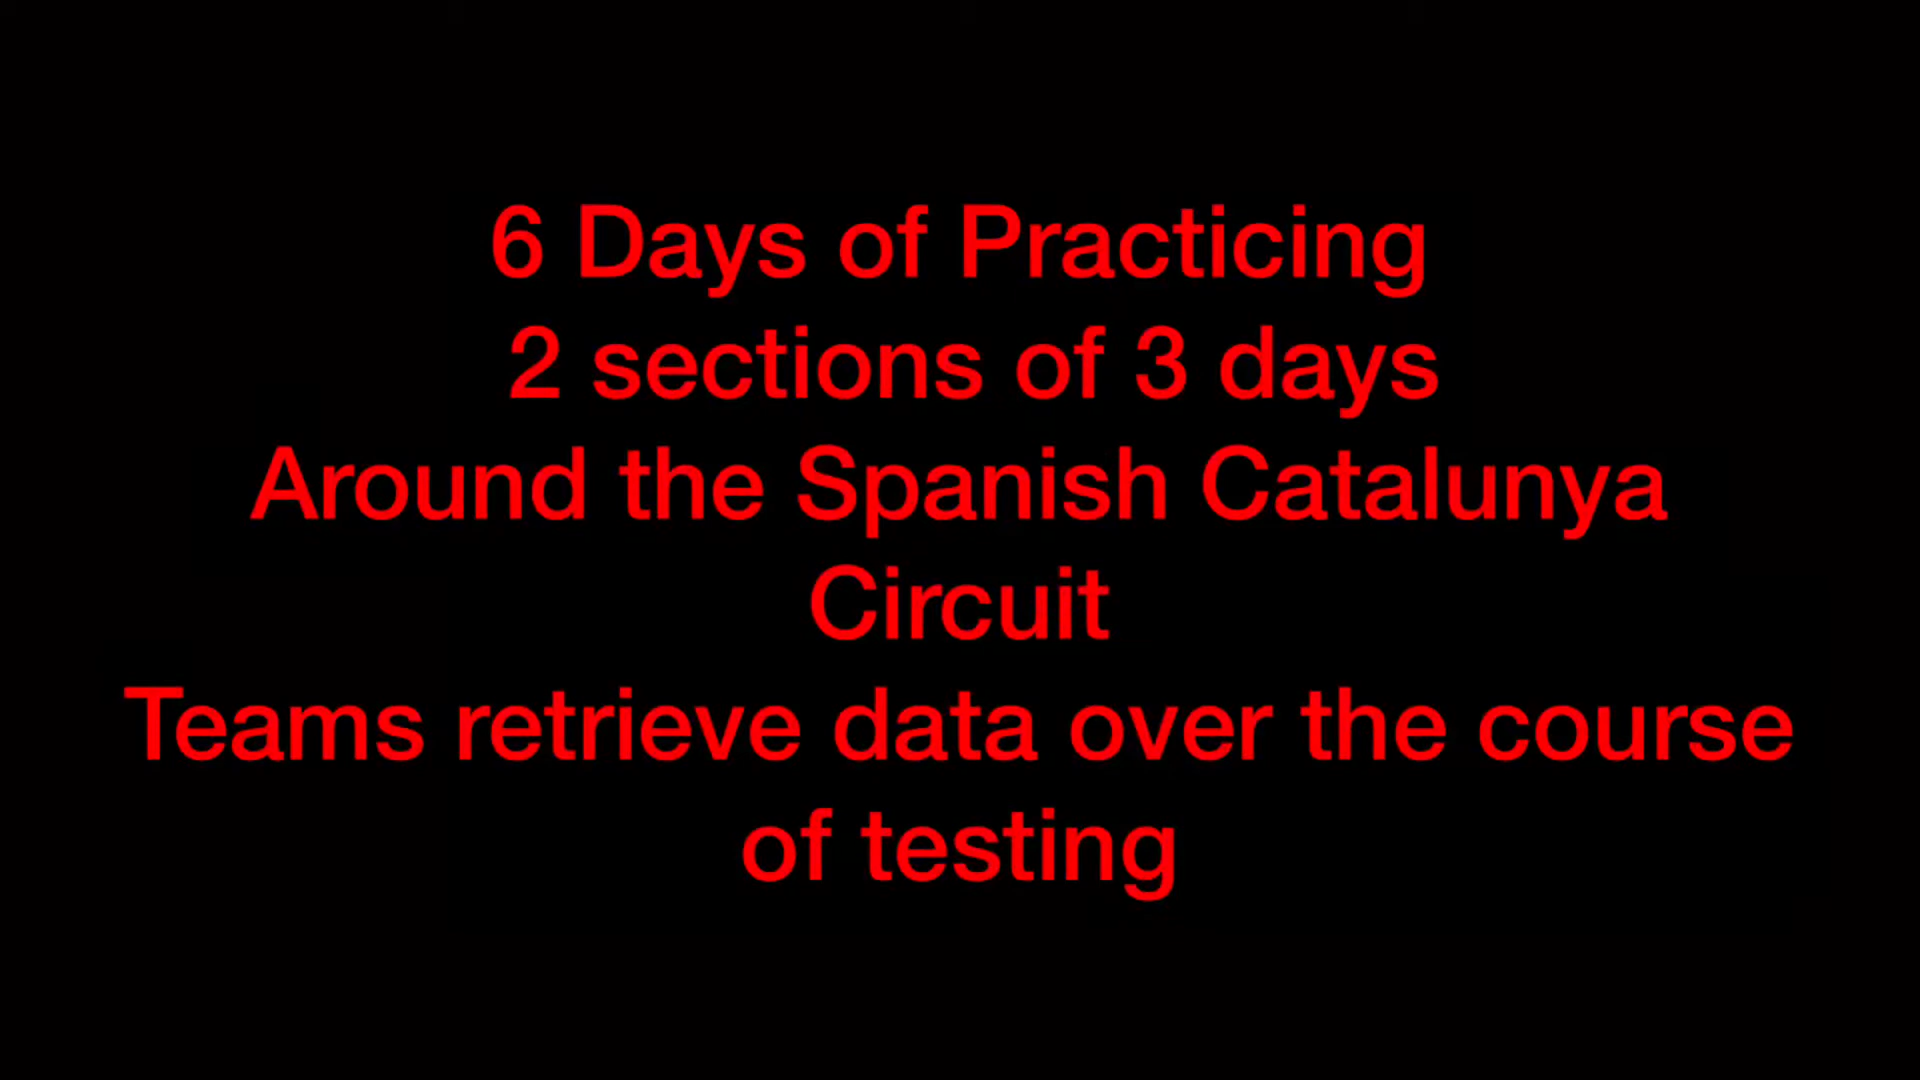 6 Days of Practicing
2 sections of 3 days
Around the Spanish Catalunya
Circuit
Teams retrieve data over the course
of testing